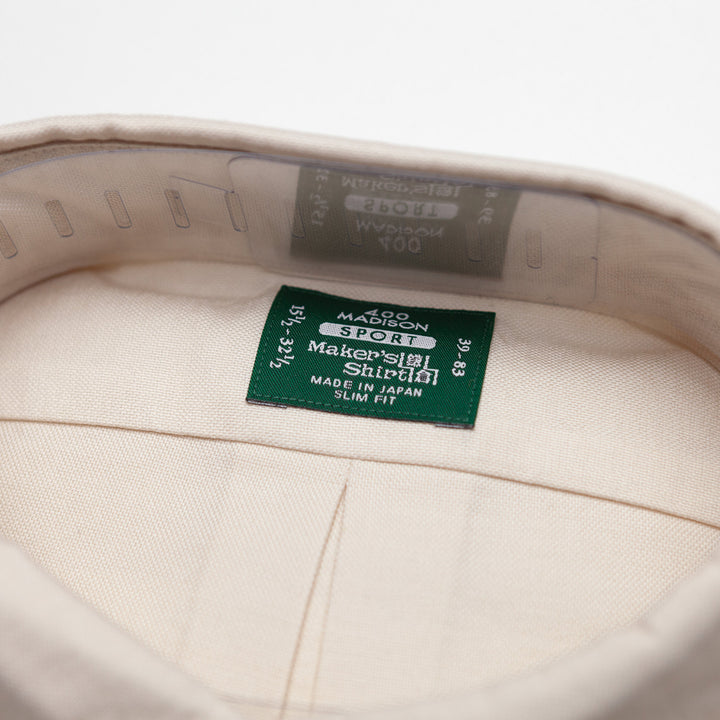 400
MADISON
SPORT
Maker's
Shirt
MADE IN JAPAN
SLIM FIT
15½-32½
39-83